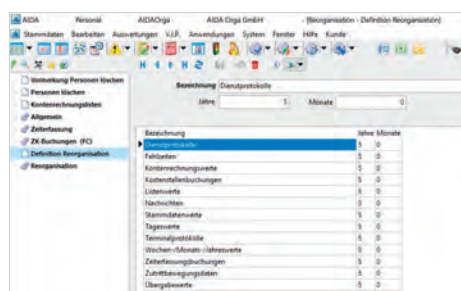 AIDA Personal AIDAOrga AIDA Orga GmbH - [Reorganisation - Definition Reorganisation]
Stammdaten Bearbeiten Auswertungen V.I.P. Anwendungen System Fenster Hilfe Kunde
Vormerkung Personen löschen
Personen löschen
Kontenrechnungslisten
Allgemein
Zeiterfassung
ZK-Buchungen (FC)
Definition Reorganisation
Reorganisation
Bezeichnung Dienstprotokolle
Jahre 5 Monate 0
Bezeichnung Jahre Monate
Dienstprotokolle 5 0
Fehlzeiten 5 0
Kontenrechnungswerte 5 0
Kostenstellenbuchungen 5 0
Listenwerte 5 0
Nachrichten 5 0
Stammdatenwerte 5 0
Tageswerte 5 0
Terminalprotokolle 5 0
Wochen-/Monats-/Jahreswerte 5 0
Zeiterfassungsbuchungen 5 0
Zutrittbewegungsdaten 5 0
Übergabewerte 5 0